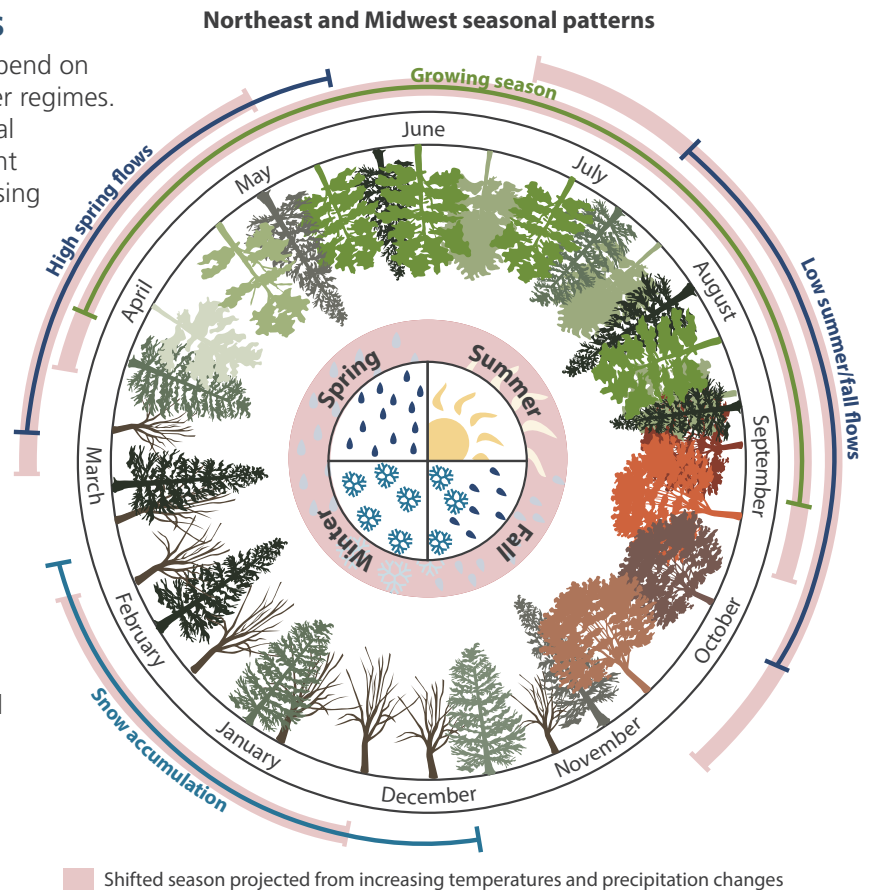 Northeast and Midwest seasonal patterns
s
pend on
er regimes.
al
nt
sing
d
Growing season
High spring flows
Low summer/fall flows
Snow accumulation
June
July
August
September
October
November
December
January
February
March
April
May
Spring
Summer
Fall
Winter
Shifted season projected from increasing temperatures and precipitation changes